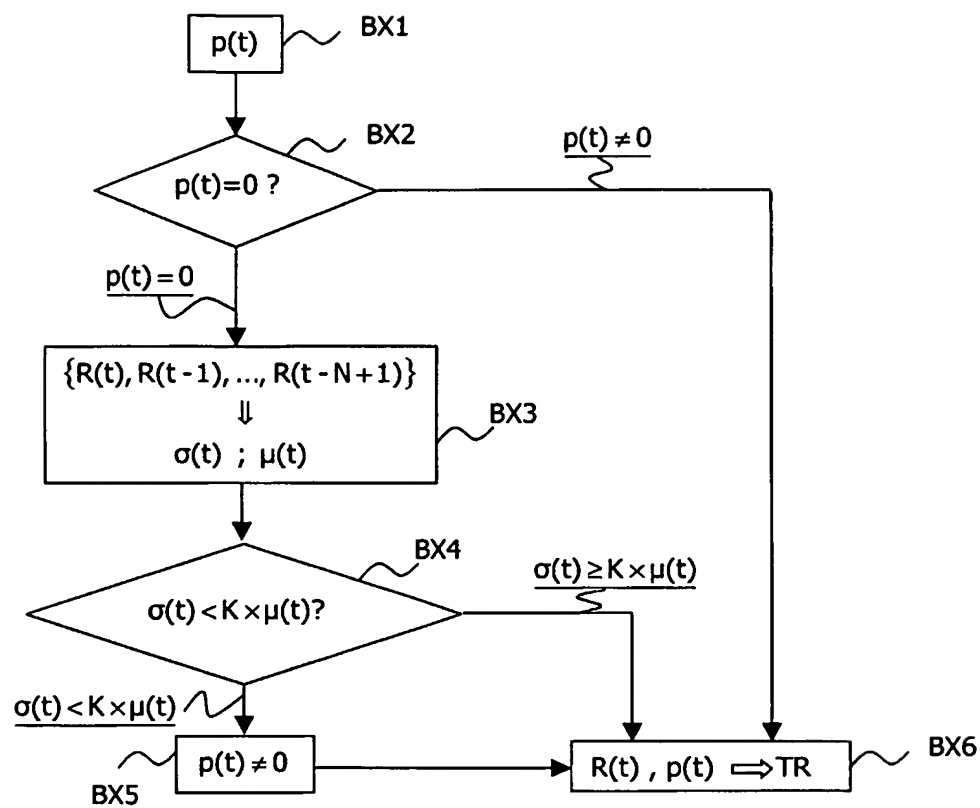 p(t)
BX1
BX2
p(t)=0 ?
p(t)≠0
p(t)=0
{R(t), R(t-1), ..., R(t-N+1)}
⇓
σ(t) ; μ(t)
BX3
BX4
σ(t)<K×μ(t)?
σ(t)≥K×μ(t)
σ(t)<K×μ(t)
p(t)≠0
BX5
R(t) , p(t) ⇒ TR
BX6